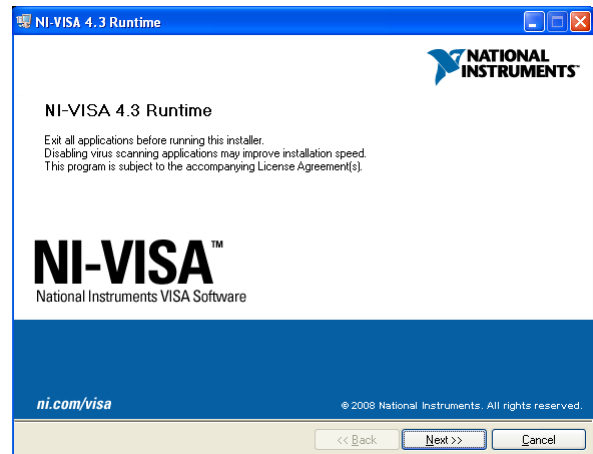 NI-VISA 4.3 Runtime
NATIONAL
INSTRUMENTS™
NI-VISA 4.3 Runtime
Exit all applications before running this installer.
Disabling virus scanning applications may improve installation speed.
This program is subject to the accompanying License Agreement(s).
NI-VISA™
National Instruments VISA Software
ni.com/visa
© 2008 National Instruments. All rights reserved.
<< Back
Next >>
Cancel